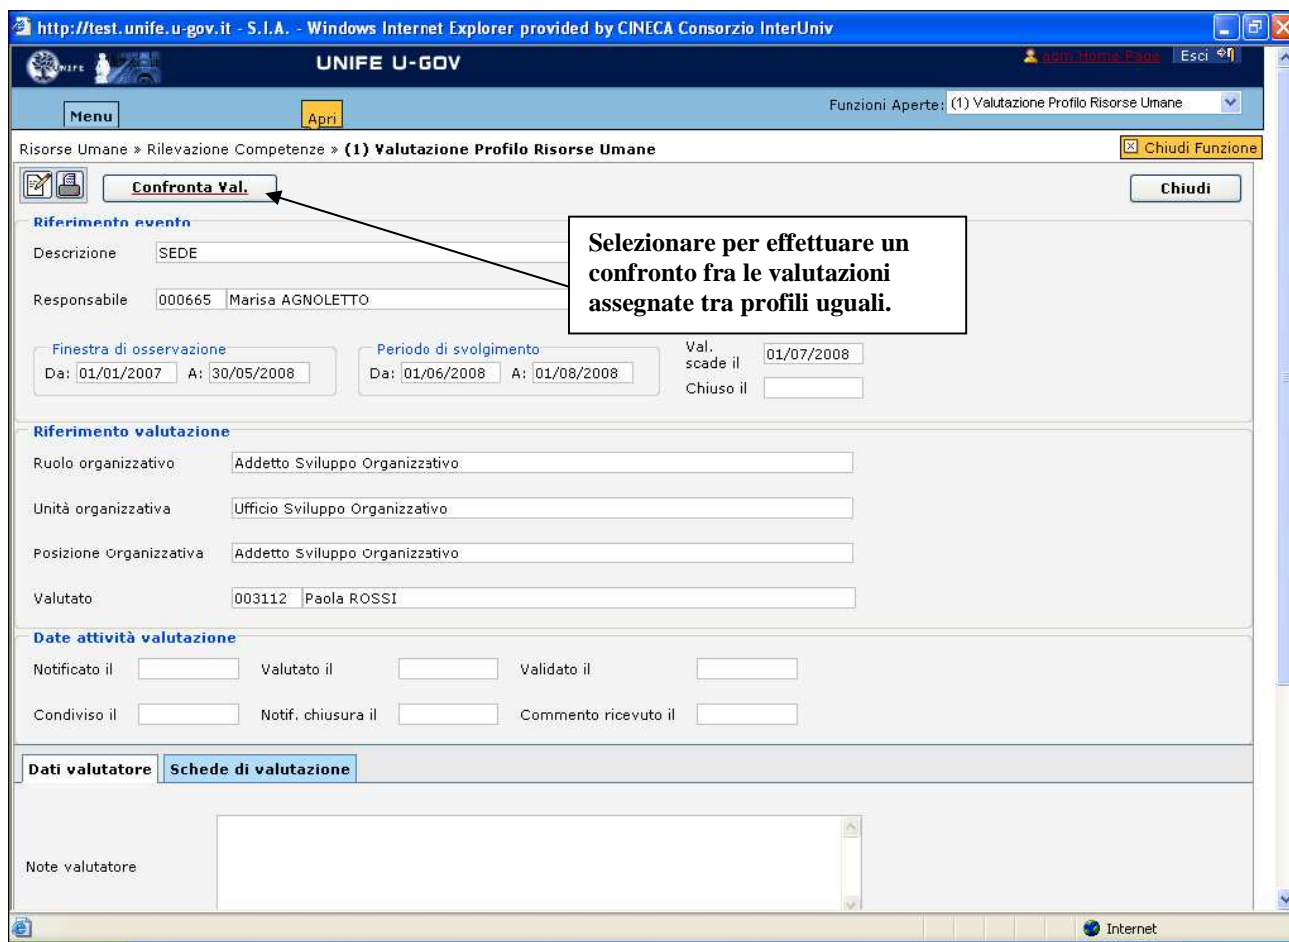 http://test.unife.u-gov.it - S.I.A. - Windows Internet Explorer provided by CINECA Consorzio InterUniv
UNIFE UNIFE U-GOV adm Home Page Esci
Menu Apri Funzioni Aperte: (1) Valutazione Profilo Risorse Umane
Risorse Umane » Rilevazione Competenze » (1) Valutazione Profilo Risorse Umane Chiudi Funzione
Confronta Val. Chiudi
Riferimento evento
Selezionare per effettuare un
confronto fra le valutazioni
assegnate tra profili uguali.
Descrizione SEDE
Responsabile 000665 Marisa AGNOLETTO
Finestra di osservazione
Da: 01/01/2007 A: 30/05/2008
Periodo di svolgimento
Da: 01/06/2008 A: 01/08/2008
Val.
scade il 01/07/2008
Chiuso il
Riferimento valutazione
Ruolo organizzativo Addetto Sviluppo Organizzativo
Unità organizzativa Ufficio Sviluppo Organizzativo
Posizione Organizzativa Addetto Sviluppo Organizzativo
Valutato 003112 Paola ROSSI
Date attività valutazione
Notificato il Valutato il Validato il
Condiviso il Notif. chiusura il Commento ricevuto il
Dati valutatore Schede di valutazione
Note valutatore
Internet